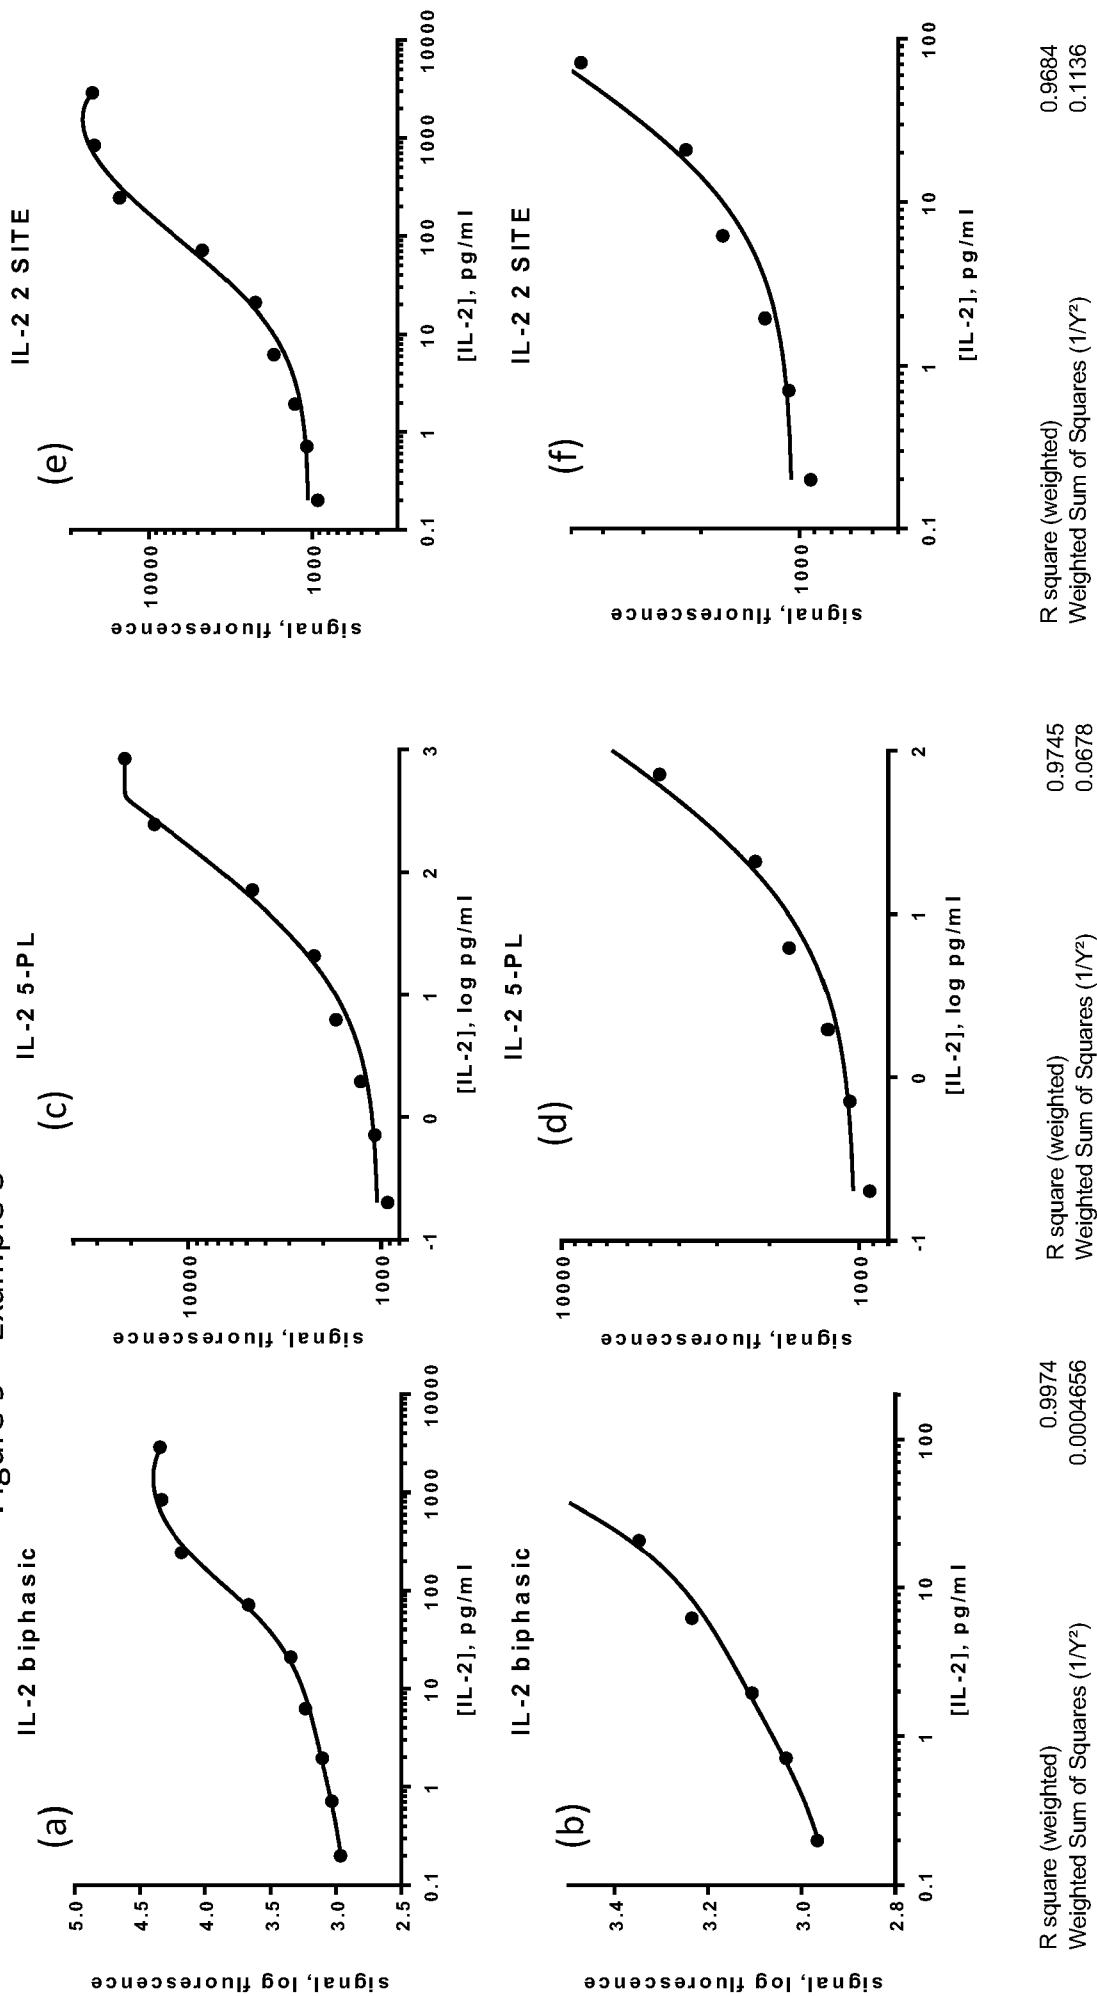 Figure Example
IL-2 biphasic
(a)
signal, log fluorescence
5.0
4.5
4.0
3.5
3.0
2.5
0.1 1 10 100 1000 10000
[IL-2], pg/ml
IL-2 5-PL
(c)
signal, fluorescence
10000
1000
-1 0 1 2 3
[IL-2], log pg/ml
IL-2 2 SITE
(e)
signal, fluorescence
10000
1000
0.1 1 10 100 1000 10000
[IL-2], pg/ml
IL-2 biphasic
(b)
signal, log fluorescence
3.4
3.2
3.0
2.8
0.1 1 10 100
[IL-2], pg/ml
IL-2 5-PL
(d)
signal, fluorescence
10000
1000
-1 0 1 2
[IL-2], log pg/ml
IL-2 2 SITE
(f)
signal, fluorescence
1000
0.1 1 10 100
[IL-2], pg/ml
R square (weighted) 0.9974
Weighted Sum of Squares (1/Y²) 0.0004656
R square (weighted) 0.9745
Weighted Sum of Squares (1/Y²) 0.0678
R square (weighted) 0.9684
Weighted Sum of Squares (1/Y²) 0.1136